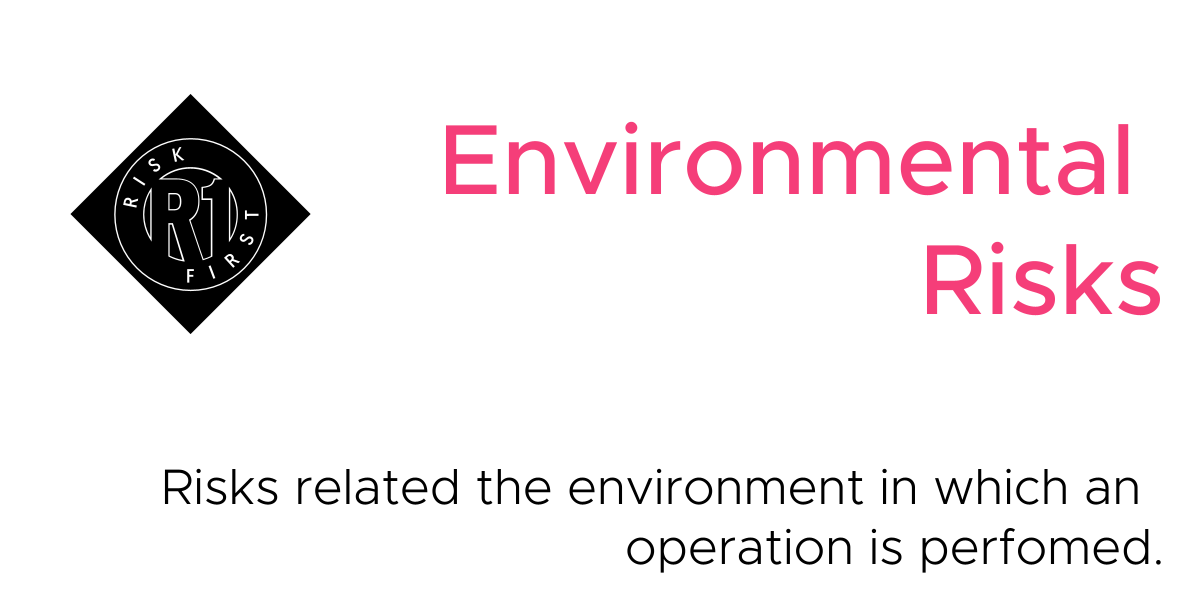 RISK
FIRST
R1
Environmental
Risks
Risks related the environment in which an
operation is perfomed.